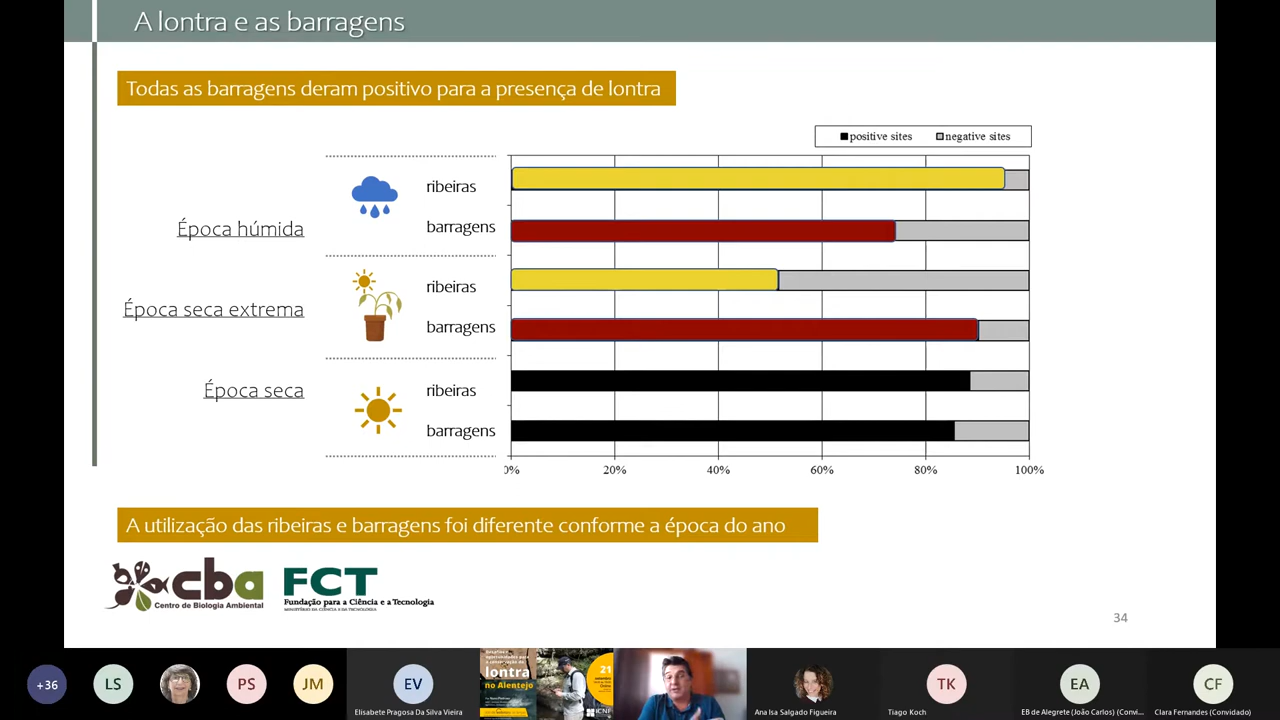 A lontra e as barragens
Todas as barragens deram positivo para a presença de lontra
positive sites negative sites
ribeiras
Época húmida
barragens
ribeiras
Época seca extrema
barragens
ribeiras
Época seca
barragens
0% 20% 40% 60% 80% 100%
A utilização das ribeiras e barragens foi diferente conforme a época do ano
cba
Centro de Biologia Ambiental
FCT
Fundação para a Ciência e a Tecnologia
34
+36
LS
PS
JM
EV
Elisabete Pragosa Da Silva Vieira
lontra
no Alentejo
21
ICNF
Ana Isa Salgado Figueira
TK
Tiago Koch
EA
EB de Alegrete (João Carlos) (Convi...
CF
Clara Fernandes (Convidado)